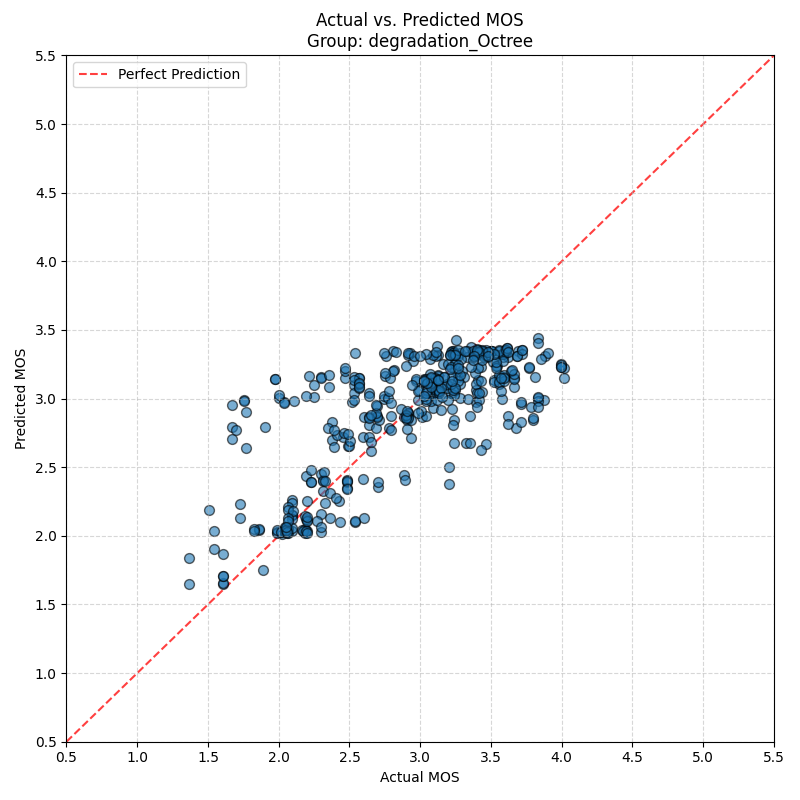 Actual vs. Predicted MOS
Group: degradation_Octree
Perfect Prediction
5.5
5.0
4.5
4.0
3.5
3.0
2.5
2.0
1.5
1.0
0.5
Predicted MOS
0.5 1.0 1.5 2.0 2.5 3.0 3.5 4.0 4.5 5.0 5.5
Actual MOS